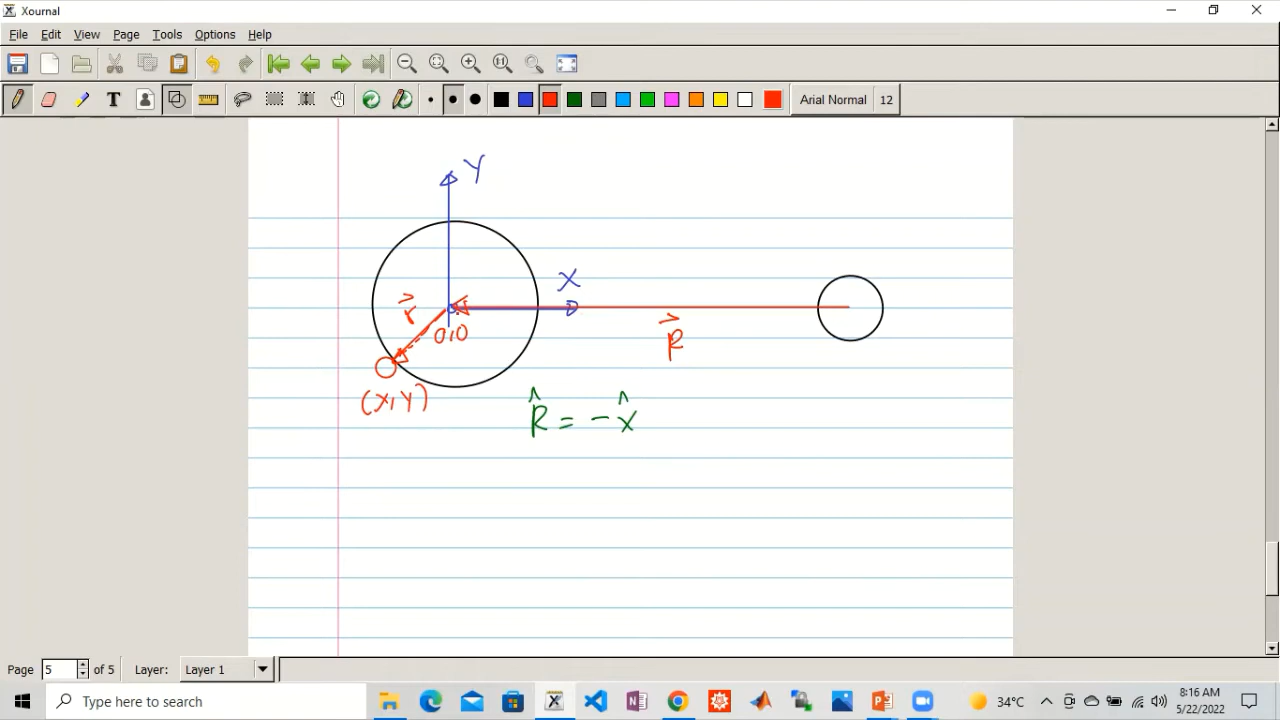 Xournal
File Edit View Page Tools Options Help
Arial Normal 12
Y
X
r
0,0
R
(X,Y)
R̂ = -x̂
Page 5 of 5 Layer: Layer 1
Type here to search
34°C
8:16 AM
5/22/2022